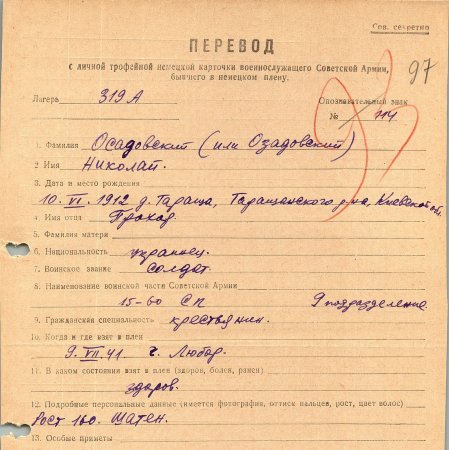 Сов. секретно
ПЕРЕВОД
с личной трофейной немецкой карточки военнослужащего Советской Армии,
бывшего в немецком плену.
97
Лагеря 319 А Опознавательный знак
№ 114
1. Фамилия Осадовский (или Озадовский)
2. Имя Николай.
3. Дата и место рождения
10. VI. 1912 д. Тараща, Таращанского р-на, Киевской обл.
4. Имя отца Прохор
5. Фамилия матери
6. Национальность украинец.
7. Воинское звание солдат.
8. Наименование воинской части Советской Армии
15-60 СП 9 подразделение
9. Гражданская специальность крестьянин.
10. Когда и где взят в плен
9. VII. 41 г. Любар.
11. В каком состоянии взят в плен (здоров, болен, ранен)
здоров.
12. Подробные персональные данные (имеется фотография, оттиск пальцев, рост, цвет волос)
Рост 160. Шатен.
13. Особые приметы